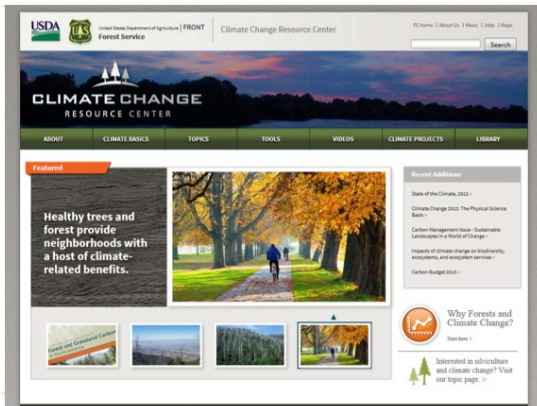 USDA
United States Department of Agriculture | FRONT
Forest Service
Climate Change Resource Center
FS Home | About Us | News | Jobs | Maps
Search
CLIMATE CHANGE
RESOURCE CENTER
ABOUT
CLIMATE BASICS
TOPICS
TOOLS
VIDEOS
CLIMATE PROJECTS
LIBRARY
Featured
Healthy trees and
forest provide
neighborhoods with
a host of climate-
related benefits.
Forest and Grassland Carbon
Recent Additions
State of the Climate, 2012 >
Climate Change 2013: The Physical Science
Basis >
Carbon Management Issue - Sustainable
Landscapes in a World of Change >
Impacts of climate change on biodiversity,
ecosystems, and ecosystem services >
Carbon Budget 2013 >
Why Forests and
Climate Change?
Start here >
Interested in silviculture
and climate change? Visit
our topic page. >